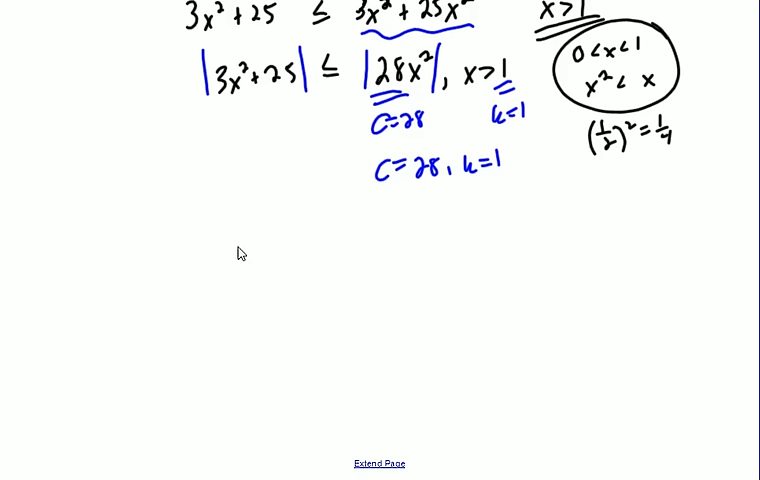 3x² + 25 ≤ 3x² + 25x² x > 1
|3x² + 25| ≤ |28x²|, x > 1
0 < x < 1
x² < x
C = 28 k = 1
(1/2)² = 1/4
C = 28, k = 1
Extend Page